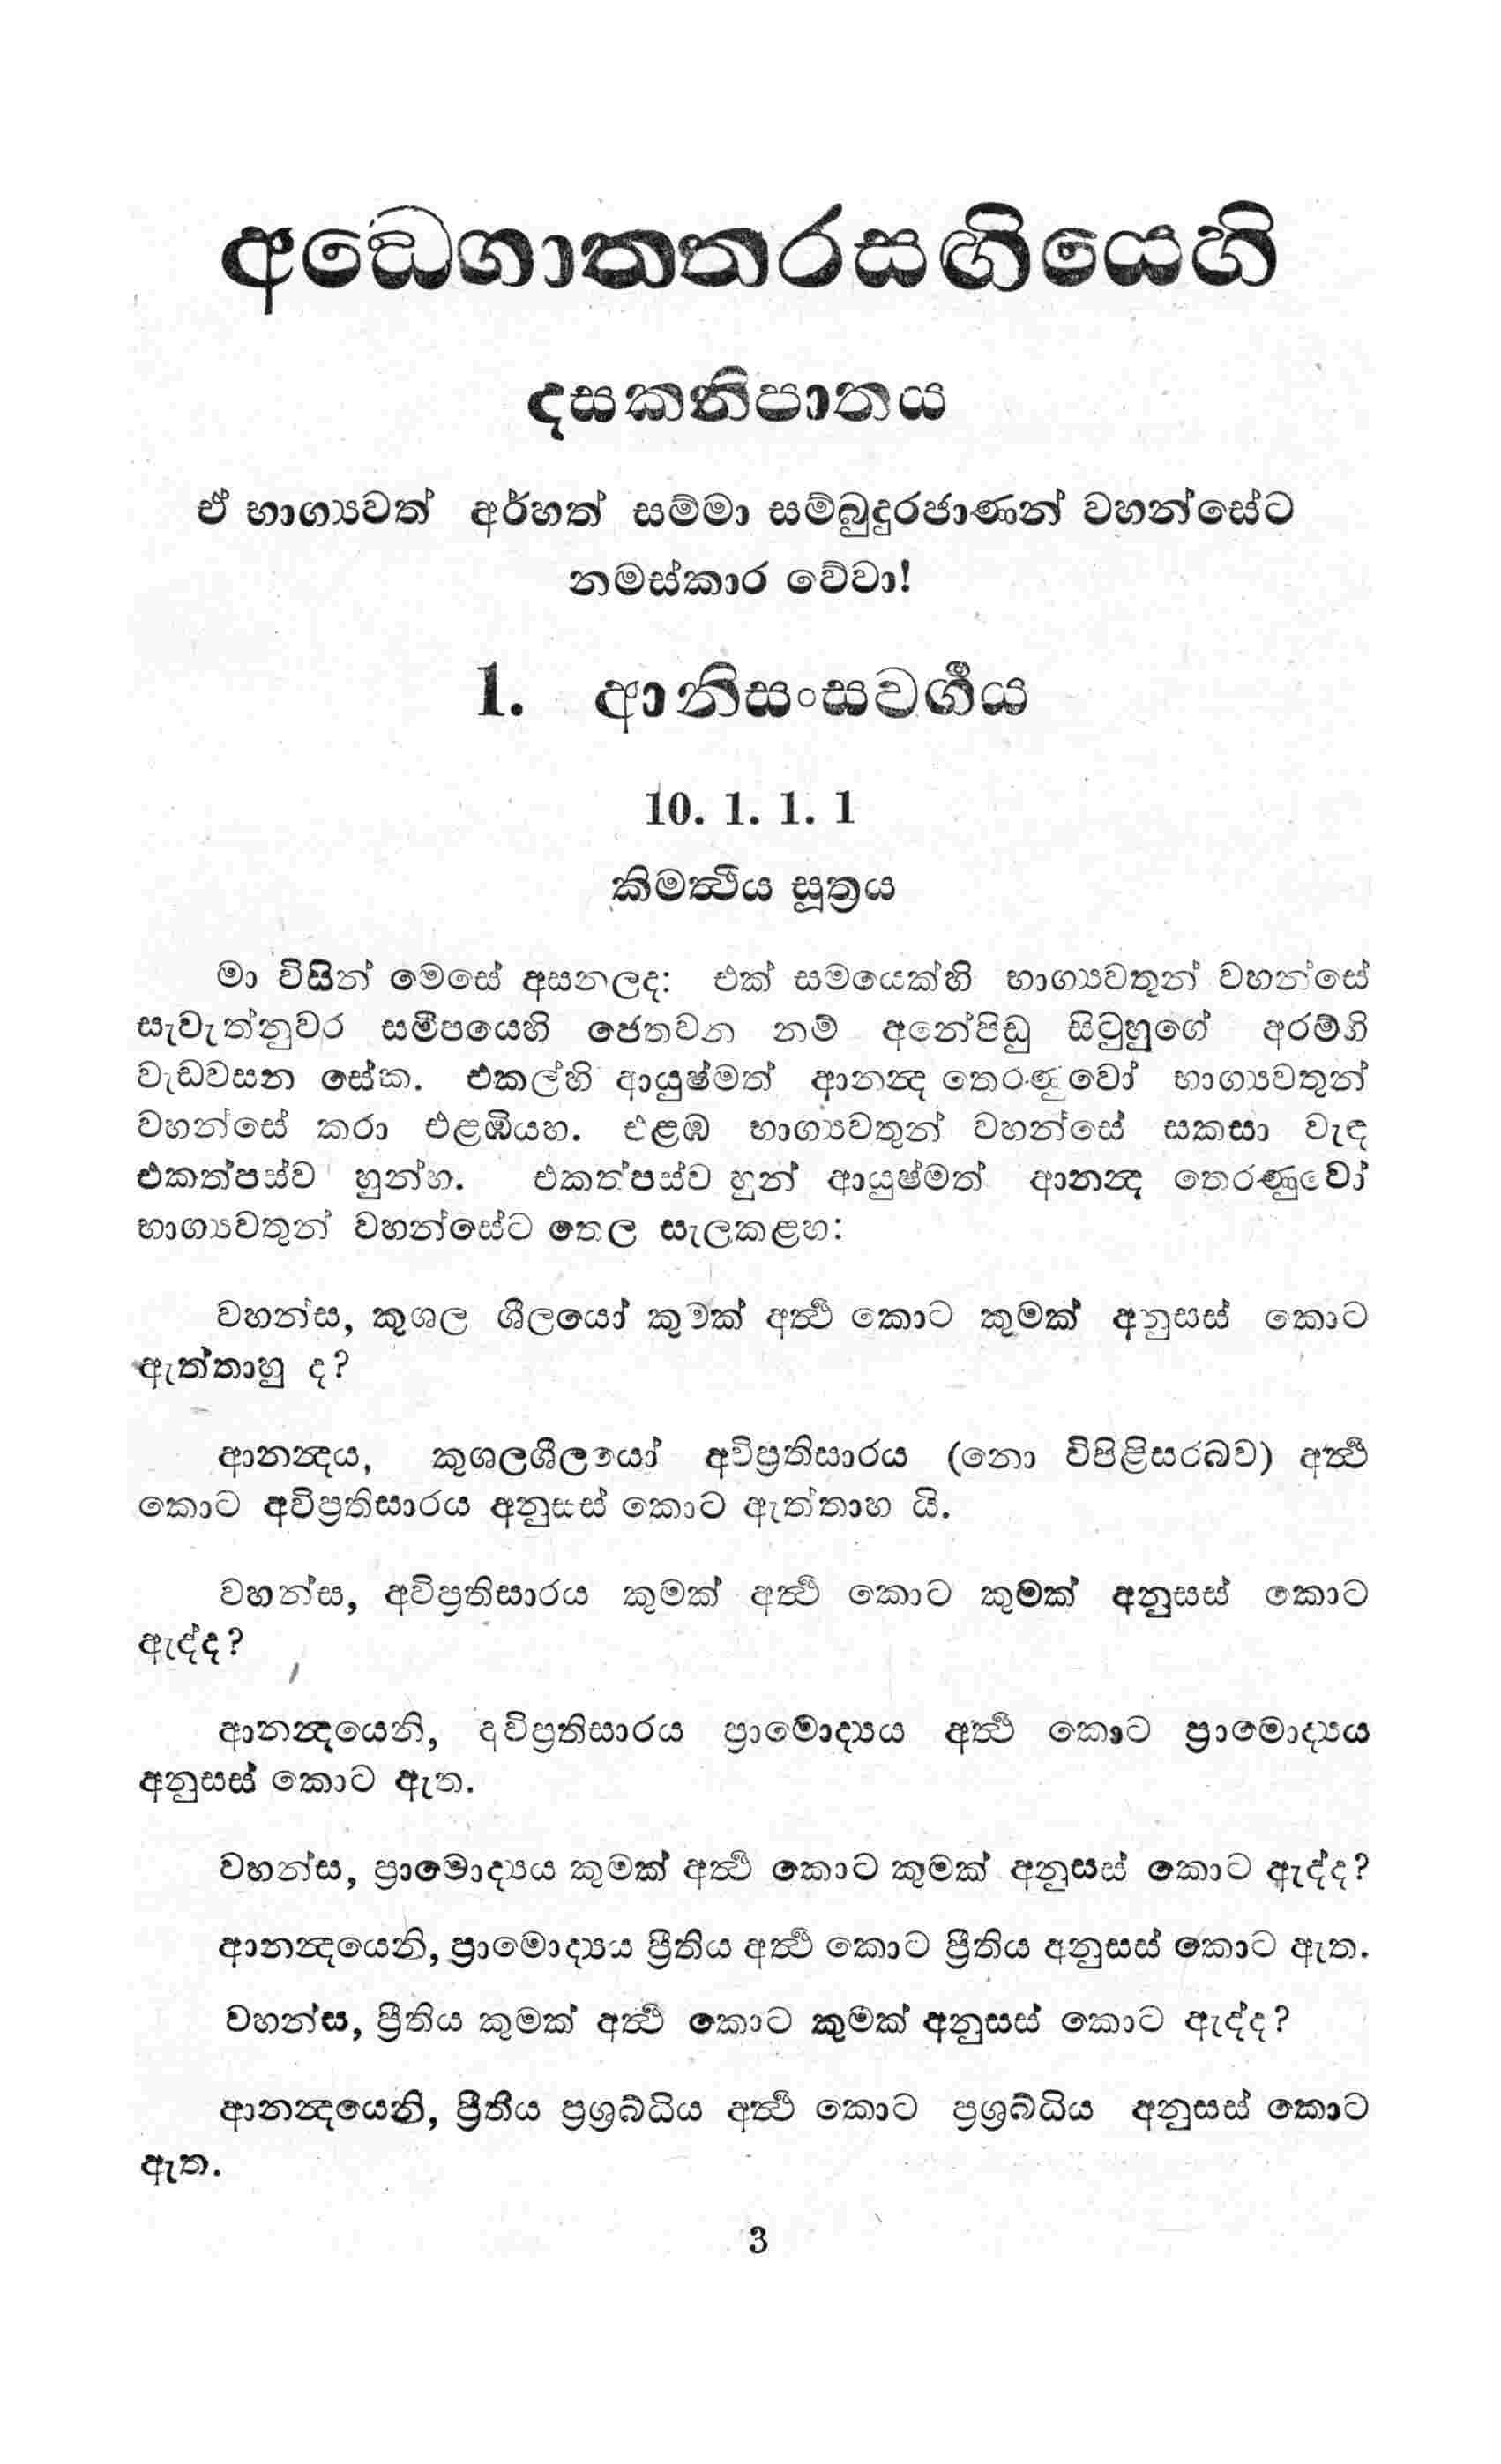 අඞ්ගොත්තරසඟියෙහි
දසකනිපාතය
ඒ භාග්‍යවත් අර්හත් සම්මා සම්බුදුරජාණන් වහන්සේට
නමස්කාර වේවා!
1. ආනිසංසවර්‍ගය
10. 1. 1. 1
කිමත්‍ථිය සූත්‍රය
මා විසින් මෙසේ අසනලද: එක් සමයෙක්හි භාග්‍යවතුන් වහන්සේ
සැවැත්නුවර සමීපයෙහි ජෙතවන නම් අනේපිඬු සිටුහුගේ අරම්හි
වැඩවසන සේක. එකල්හි ආයුෂ්මත් ආනන්‍ද තෙරණුවෝ භාග්‍යවතුන්
වහන්සේ කරා එළඹියහ. එළඹ භාග්‍යවතුන් වහන්සේ සකසා වැඳ
එකත්පස්ව හුන්හ. එකත්පස්ව හුන් ආයුෂ්මත් ආනන්‍ද තෙරණුවෝ
භාග්‍යවතුන් වහන්සේට තෙල සැලකළහ:
වහන්ස, කුශල ශීලයෝ කුමක් අර්‍ත්‍ථ කොට කුමක් අනුසස් කොට
ඇත්තාහු ද?
ආනන්‍දය, කුශලශීලයෝ අවිප්‍රතිසාරය (නො විපිළිසරබව) අර්‍ත්‍ථ
කොට අවිප්‍රතිසාරය අනුසස් කොට ඇත්තාහ යි.
වහන්ස, අවිප්‍රතිසාරය කුමක් අර්‍ත්‍ථ කොට කුමක් අනුසස් කොට
ඇද්ද?
ආනන්‍දයෙනි, අවිප්‍රතිසාරය ප්‍රාමොද්‍යය අර්‍ත්‍ථ කොට ප්‍රාමොද්‍යය
අනුසස් කොට ඇත.
වහන්ස, ප්‍රාමොද්‍යය කුමක් අර්‍ත්‍ථ කොට කුමක් අනුසස් කොට ඇද්ද?
ආනන්‍දයෙනි, ප්‍රාමොද්‍යය ප්‍රීතිය අර්‍ත්‍ථ කොට ප්‍රීතිය අනුසස් කොට ඇත.
වහන්ස, ප්‍රීතිය කුමක් අර්‍ත්‍ථ කොට කුමක් අනුසස් කොට ඇද්ද?
ආනන්‍දයෙනි, ප්‍රීතිය ප්‍රශ්‍රබ්ධිය අර්‍ත්‍ථ කොට ප්‍රශ්‍රබ්ධිය අනුසස් කොට
ඇත.
3